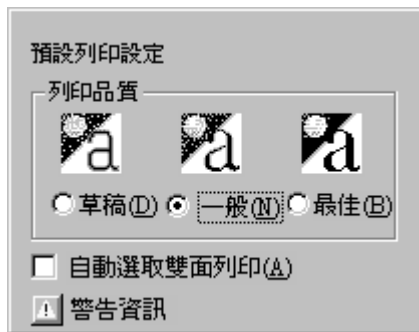 預設列印設定
列印品質
a a a
草稿(D) 一般(N) 最佳(B)
自動選取雙面列印(A)
警告資訊